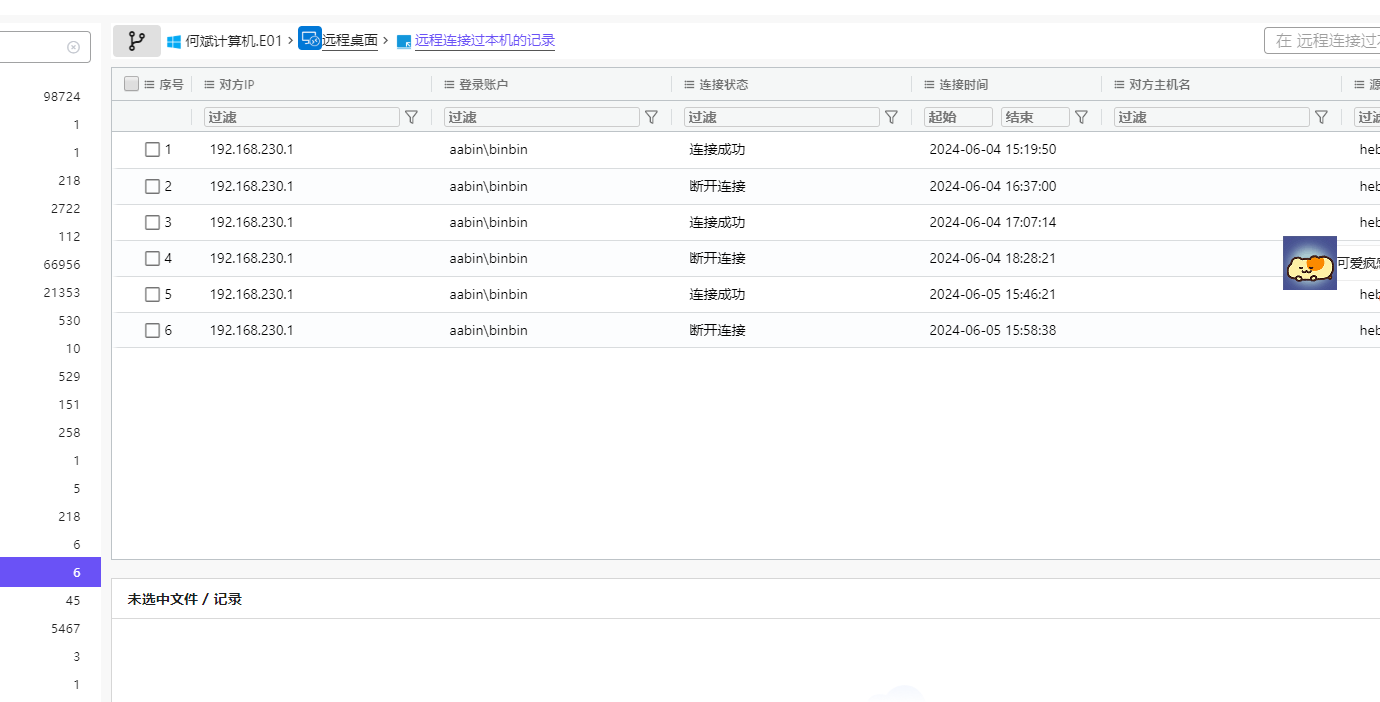 何斌计算机.E01 › 远程桌面 › 远程连接过本机的记录
在 远程连接过
序号 对方IP 登录账户 连接状态 连接时间 对方主机名 源
过滤 过滤 过滤 起始 结束 过滤 过滤
1 192.168.230.1 aabin\binbin 连接成功 2024-06-04 15:19:50 heb
2 192.168.230.1 aabin\binbin 断开连接 2024-06-04 16:37:00 heb
3 192.168.230.1 aabin\binbin 连接成功 2024-06-04 17:07:14 heb
4 192.168.230.1 aabin\binbin 断开连接 2024-06-04 18:28:21
可爱疯
5 192.168.230.1 aabin\binbin 连接成功 2024-06-05 15:46:21 heb
6 192.168.230.1 aabin\binbin 断开连接 2024-06-05 15:58:38 heb
未选中文件 / 记录
98724
1
1
218
2722
112
66956
21353
530
10
529
151
258
1
5
218
6
6
45
5467
3
1